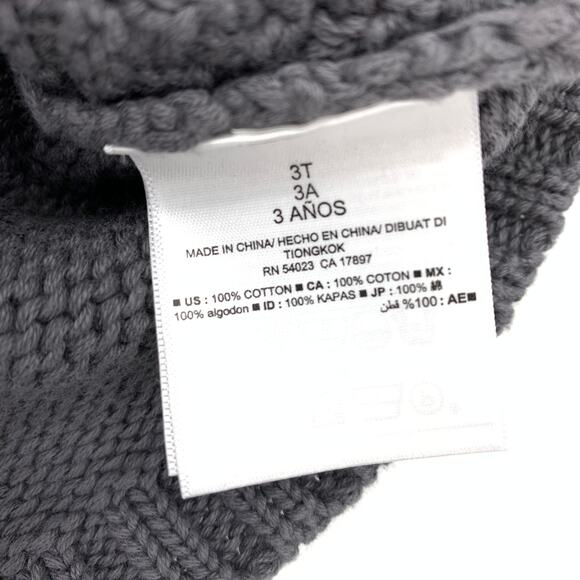 3T
3A
3 AÑOS
MADE IN CHINA/ HECHO EN CHINA/ DIBUAT DI
TIONGKOK
RN 54023 CA 17897
■ US : 100% COTTON ■ CA : 100% COTON ■ MX :
100% algodon ■ ID : 100% KAPAS ■ JP : 100% 綿
■AE : 100% قطن